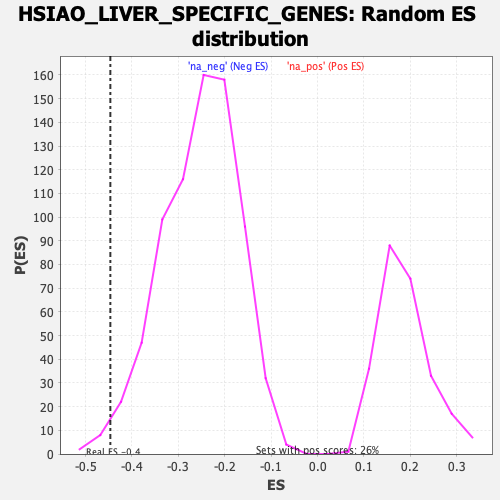 HSIAO_LIVER_SPECIFIC_GENES: Random ES
distribution
'na_neg' (Neg ES) 'na_pos' (Pos ES)
160
150
140
130
120
110
100
90
80
70
60
50
40
30
20
10
0
P(ES)
Real ES -0.4
Sets with pos scores: 26%
-0.5 -0.4 -0.3 -0.2 -0.1 0.0 0.1 0.2 0.3
ES